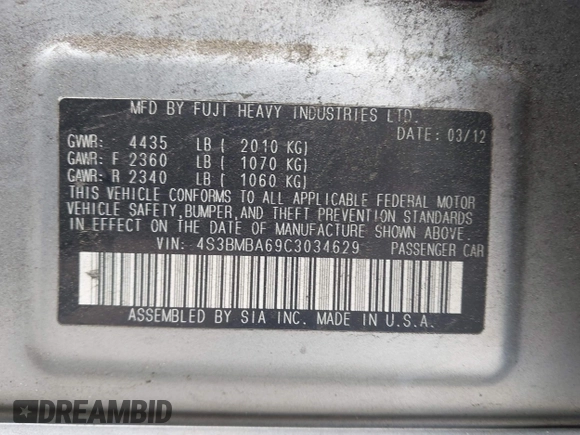 MFD BY FUJI HEAVY INDUSTRIES LTD.
DATE: 03/12
GVWR: 4435 LB ( 2010 KG)
GAWR: F 2360 LB ( 1070 KG)
GAWR: R 2340 LB ( 1060 KG)
THIS VEHICLE CONFORMS TO ALL APPLICABLE FEDERAL MOTOR
VEHICLE SAFETY,BUMPER,AND THEFT PREVENTION STANDARDS
IN EFFECT ON THE DATE OF MANUFACTURE SHOWN ABOVE.
VIN: 4S3BMBA69C3034629 PASSENGER CAR
ASSEMBLED BY SIA INC. MADE IN U.S.A.
DREAMBID